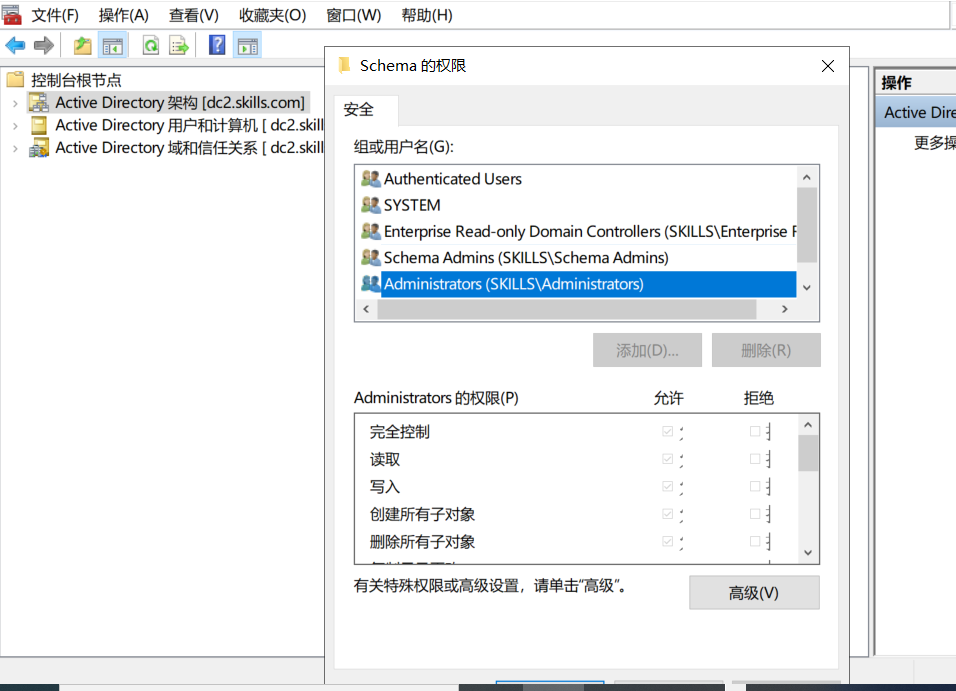 文件(F) 操作(A) 查看(V) 收藏夹(O) 窗口(W) 帮助(H)
控制台根节点
Active Directory 架构 [dc2.skills.com]
Active Directory 用户和计算机 [ dc2.skill
Active Directory 域和信任关系 [ dc2.skill
Schema 的权限
安全
组或用户名(G):
Authenticated Users
SYSTEM
Enterprise Read-only Domain Controllers (SKILLS\Enterprise
Schema Admins (SKILLS\Schema Admins)
Administrators (SKILLS\Administrators)
添加(D)... 删除(R)
Administrators 的权限(P) 允许 拒绝
完全控制
读取
写入
创建所有子对象
删除所有子对象
有关特殊权限或高级设置，请单击“高级”。
高级(V)
操作
Active Dire
更多操